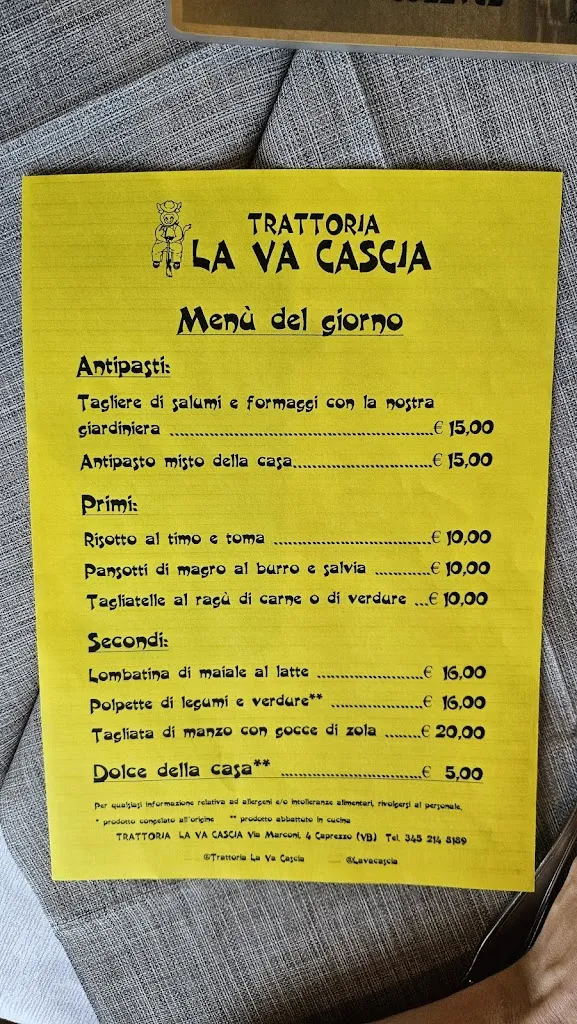 TRATTORIA
LA VA CASCIA
Menù del giorno
Antipasti:
Tagliere di salumi e formaggi con la nostra
giardiniera ........................................................€ 15,00
Antipasto misto della casa.............................€ 15,00
Primi:
Risotto al timo e toma .................................€ 10,00
Pansotti di magro al burro e salvia ............€ 10,00
Tagliatelle al ragù di carne o di verdure ...€ 10,00
Secondi:
Lombatina di maiale al latte ......................€ 16,00
Polpette di legumi e verdure** ...................€ 16,00
Tagliata di manzo con gocce di zola ........€ 20,00
Dolce della casa** .............................€ 5,00
Per qualsiasi informazione relativa ad allergeni e/o intolleranze alimentari, rivolgersi al personale.
* prodotto congelato all'origine ** prodotto abbattuto in cucina
TRATTORIA LA VA CASCIA Via Marconi, 4 Caprezzo (VB) Tel. 345 214 8189
@Trattoria La Va Cascia @Lavacascia